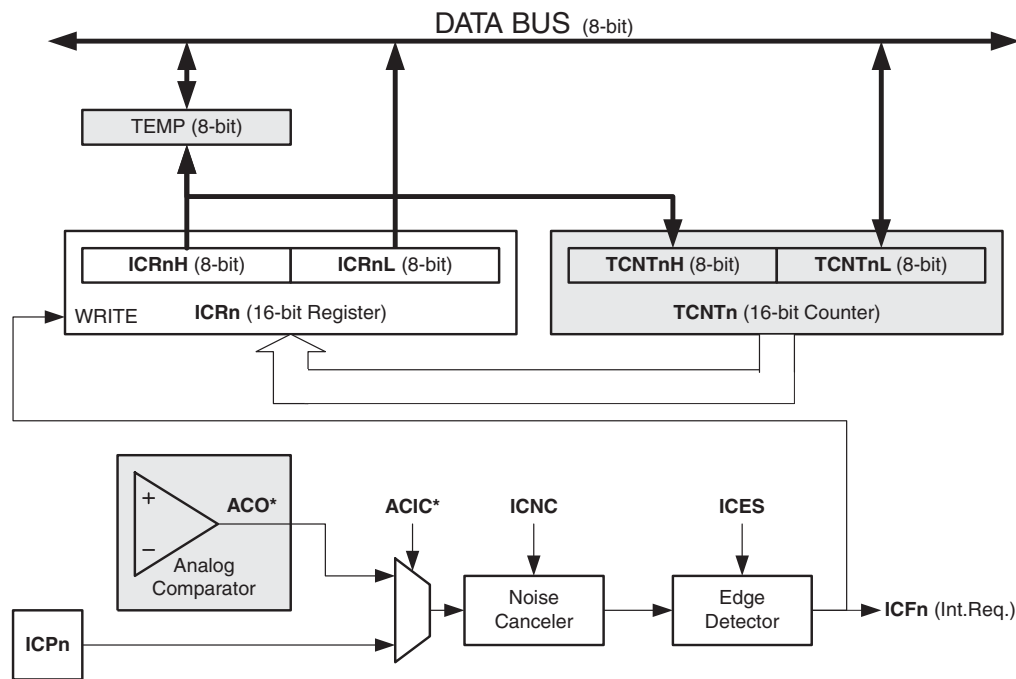 DATA BUS (8-bit)
TEMP (8-bit)
ICRnH (8-bit)
ICRnL (8-bit)
TCNTnH (8-bit)
TCNTnL (8-bit)
WRITE
ICRn (16-bit Register)
TCNTn (16-bit Counter)
+
−
ACO*
Analog
Comparator
ACIC*
ICNC
ICES
Noise
Canceler
Edge
Detector
ICFn (Int.Req.)
ICPn